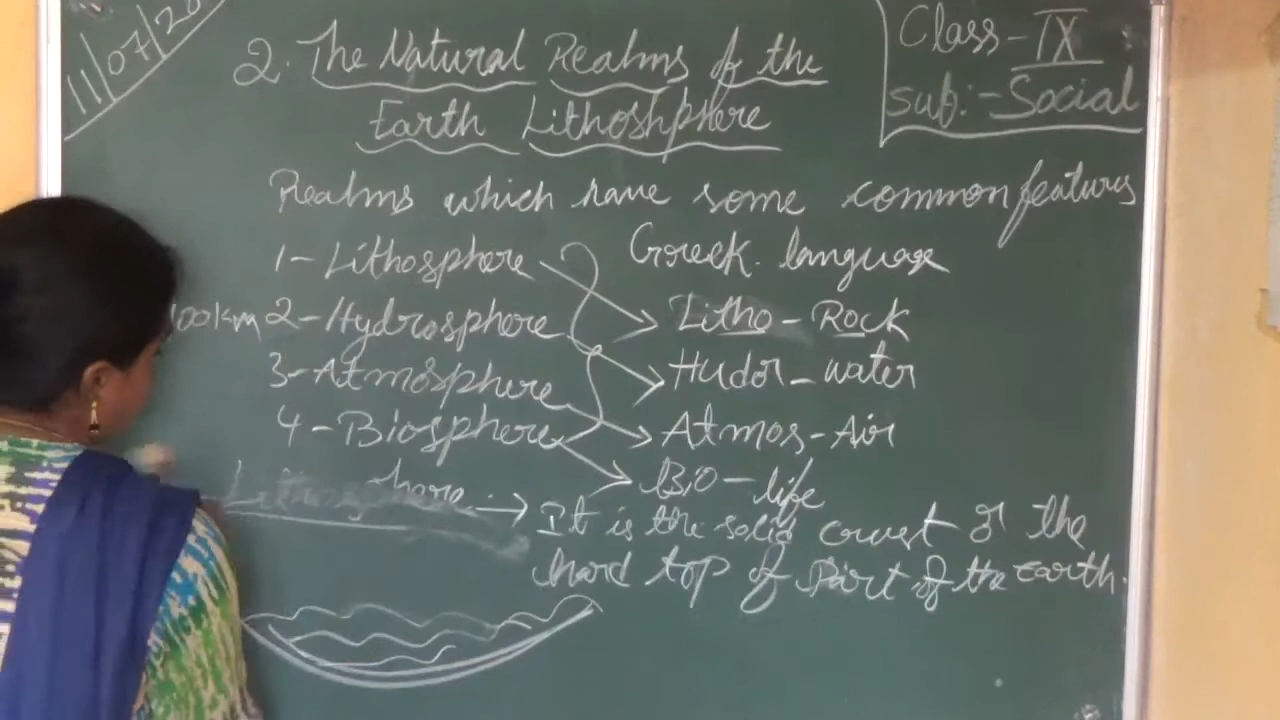 11/07/20
Class-IX
Sub:-Social
2. The Natural Realms of the
Earth Lithoshphere
Realms which have some common features
1-Lithosphere
Greek. language
00km 2-Hydrosphere
Litho-Rock
3-Atmosphere
Hudor-water
4-Biosphere
Atmos-Air
Bio-life
Lithosphere → It is the solid crust or the
hard top of Part of the Earth.